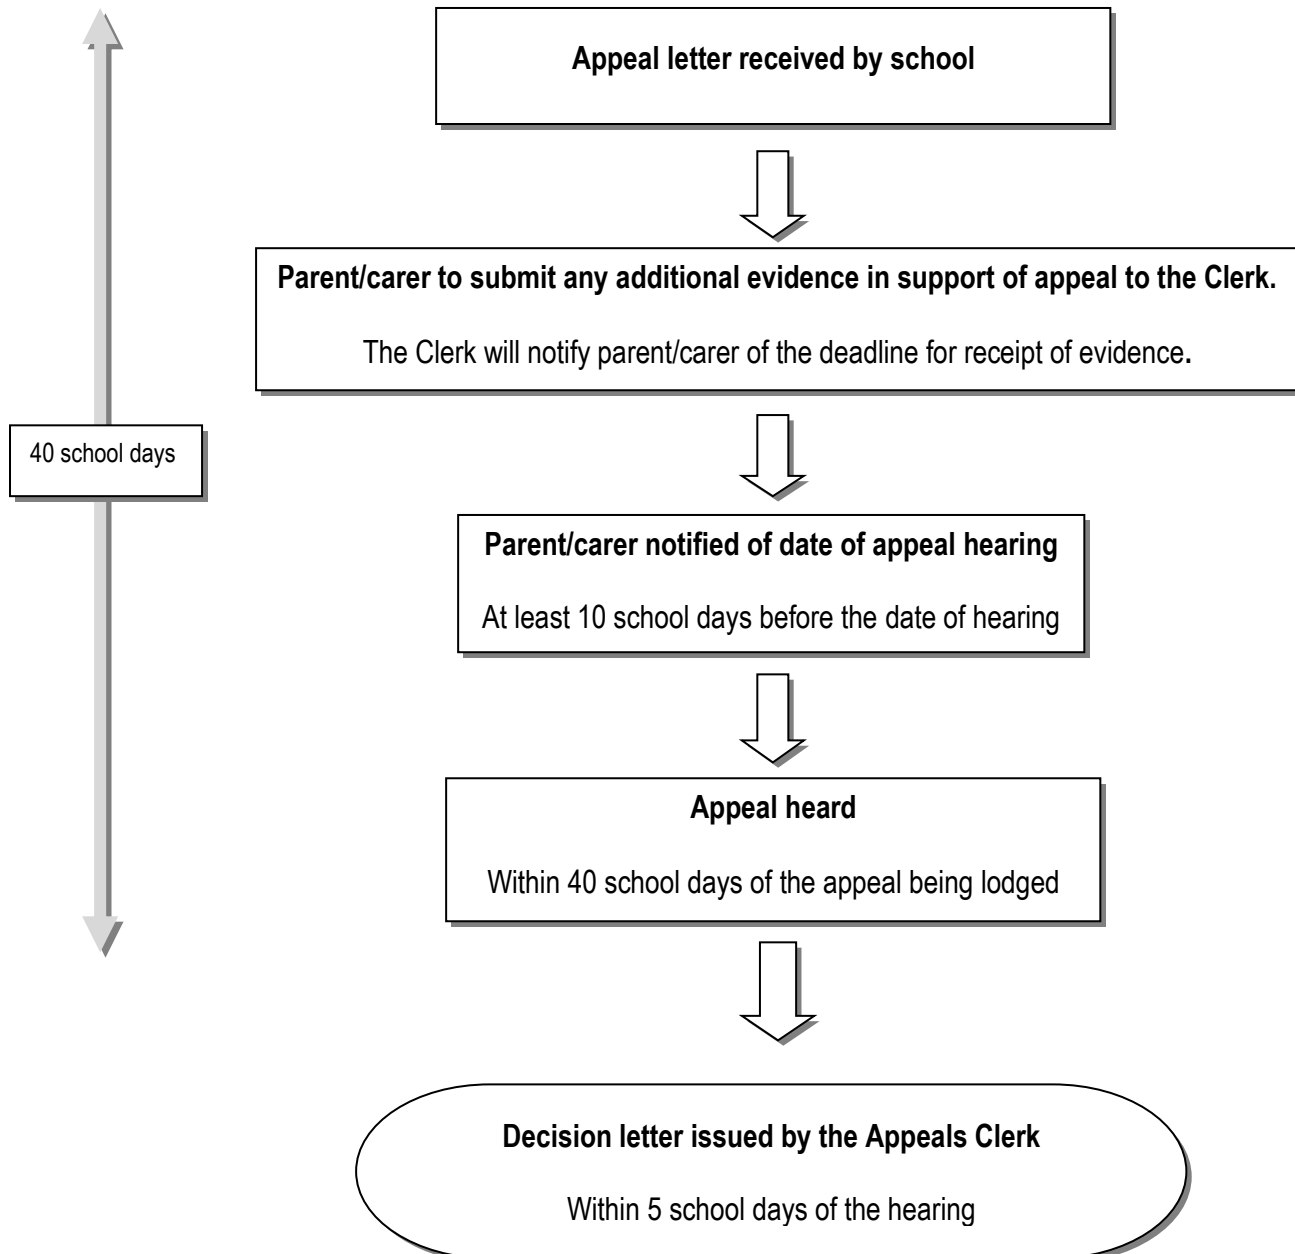 Appeal letter received by school
Parent/carer to submit any additional evidence in support of appeal to the Clerk.
The Clerk will notify parent/carer of the deadline for receipt of evidence.
40 school days
Parent/carer notified of date of appeal hearing
At least 10 school days before the date of hearing
Appeal heard
Within 40 school days of the appeal being lodged
Decision letter issued by the Appeals Clerk
Within 5 school days of the hearing